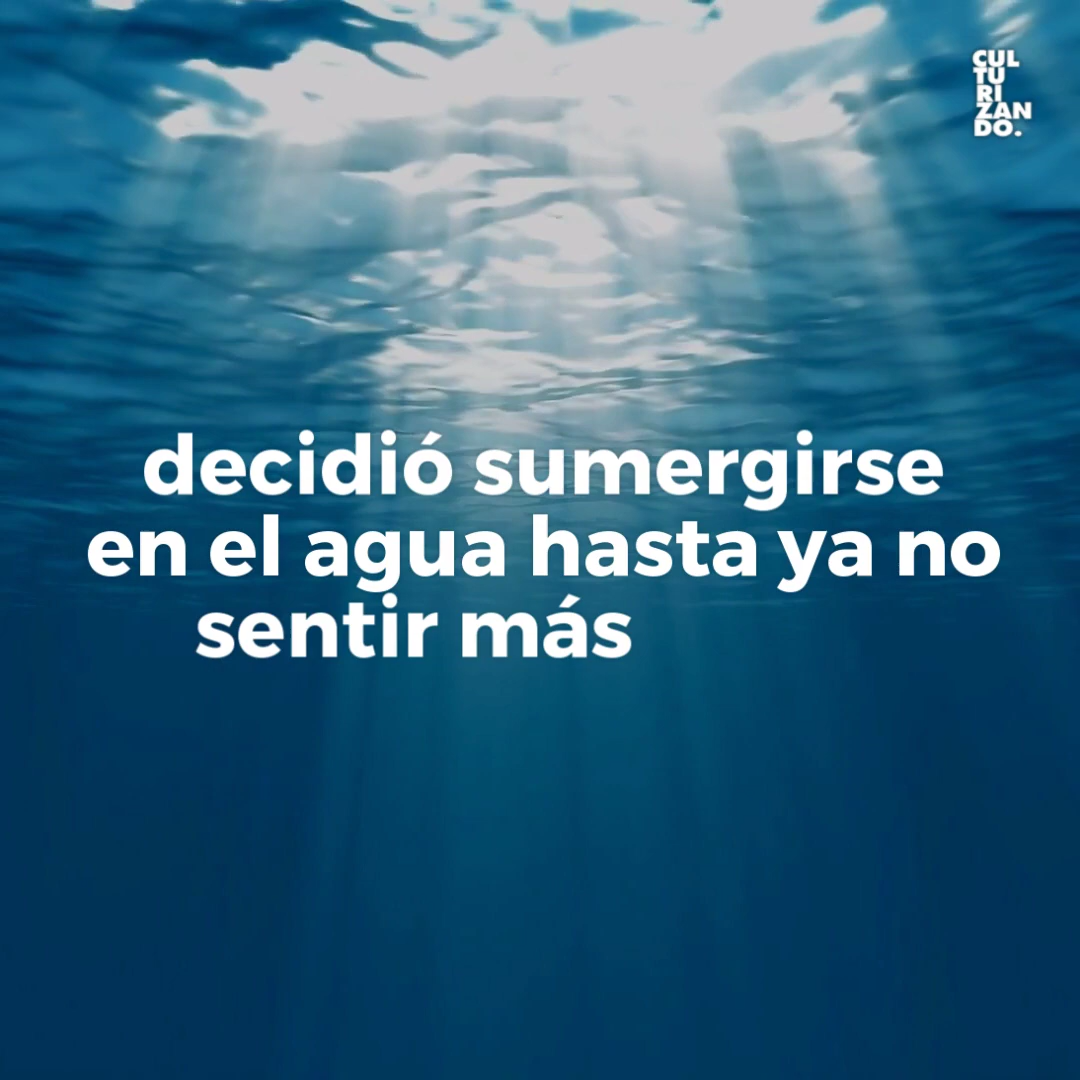 CUL
TU
RI
ZAN
DO.
decidió sumergirse
en el agua hasta ya no
sentir más